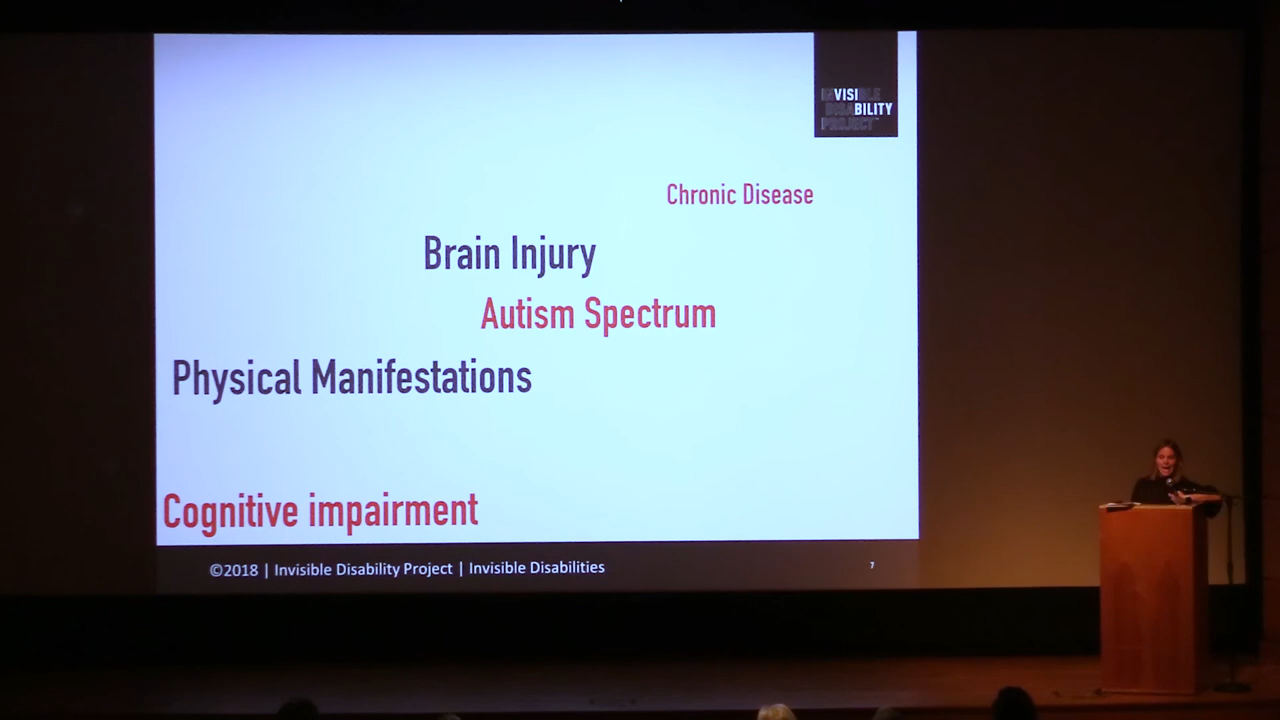 INVISIBLE
DISABILITY
PROJECT™
Chronic Disease
Brain Injury
Autism Spectrum
Physical Manifestations
Cognitive impairment
©2018 | Invisible Disability Project | Invisible Disabilities
7